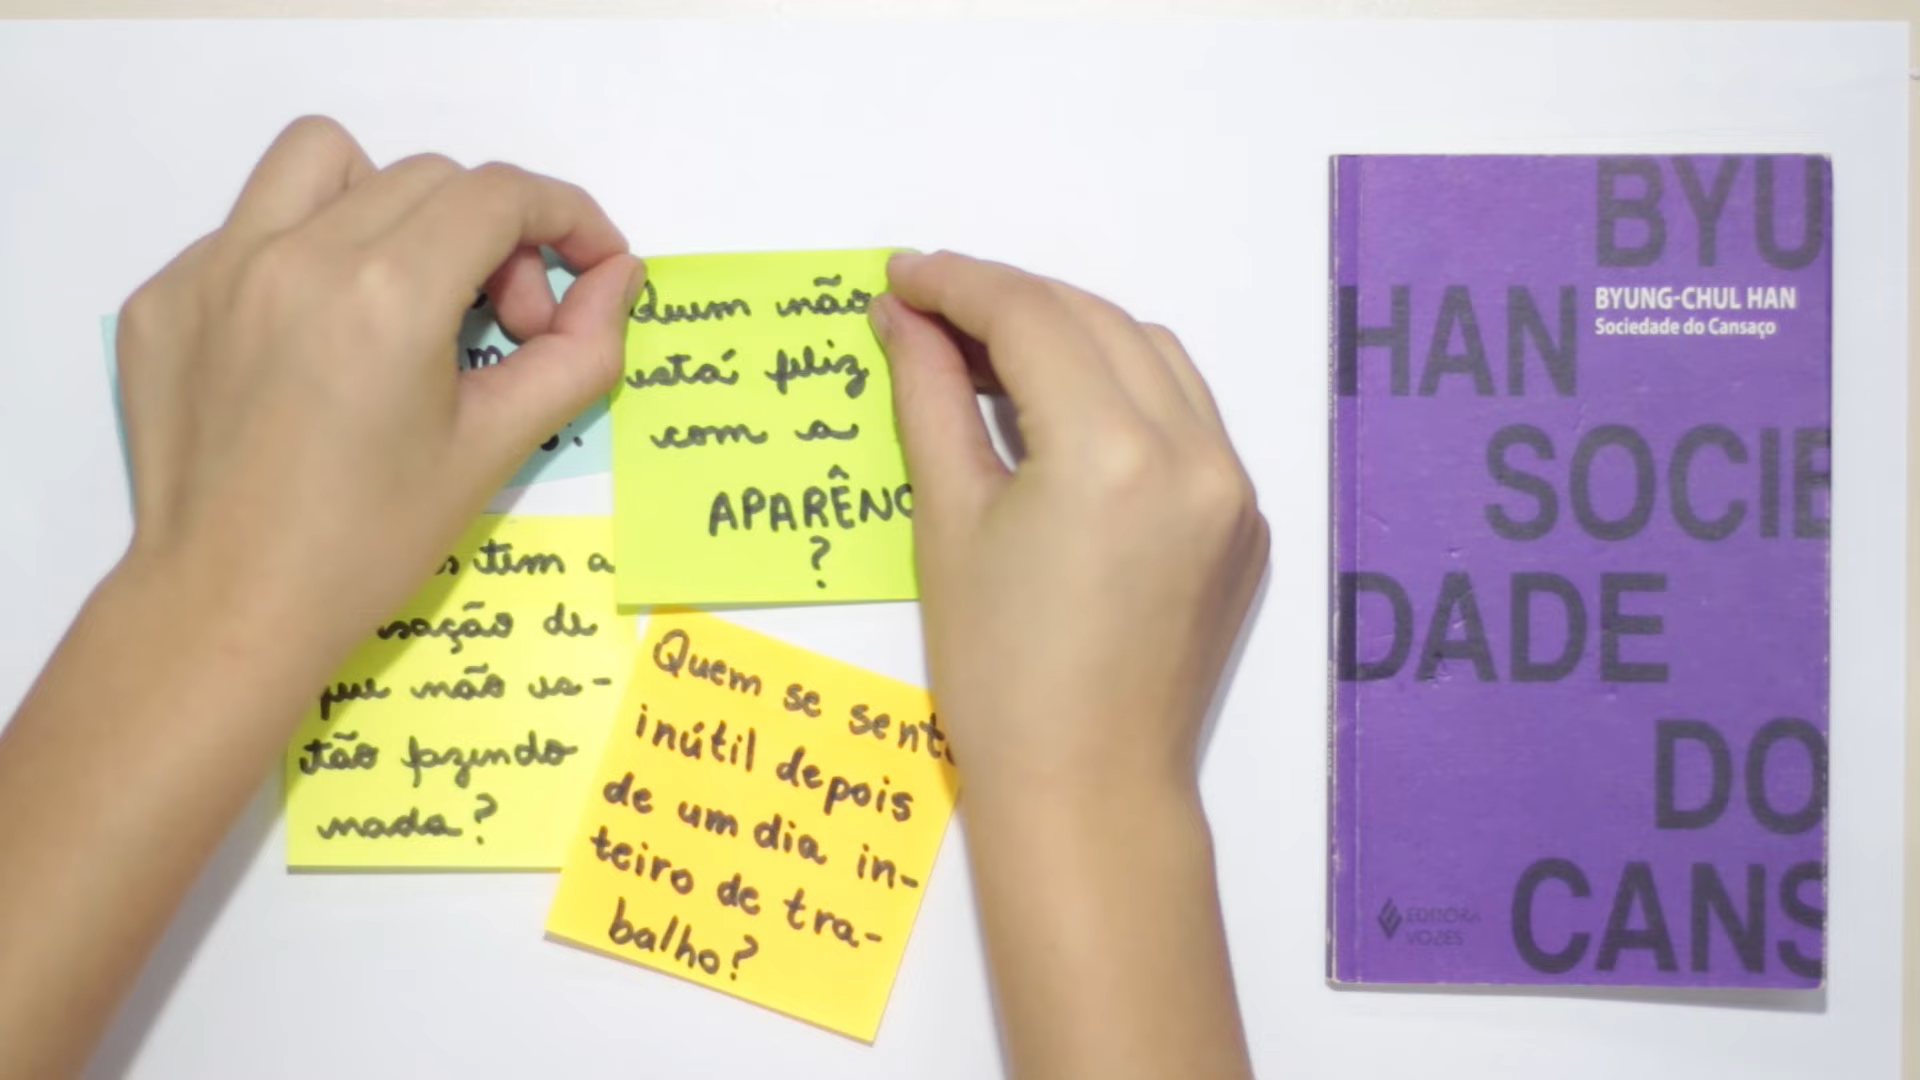 Quem não
está feliz
com a
APARÊNC
?
tem a
sação de
que não es-
tão fazendo
nada?
Quem se sente
inútil depois
de um dia in-
teiro de tra-
balho?
BYU
HAN
BYUNG-CHUL HAN
Sociedade do Cansaço
SOCIE
DADE
DO
CANS
EDITORA
VOZES